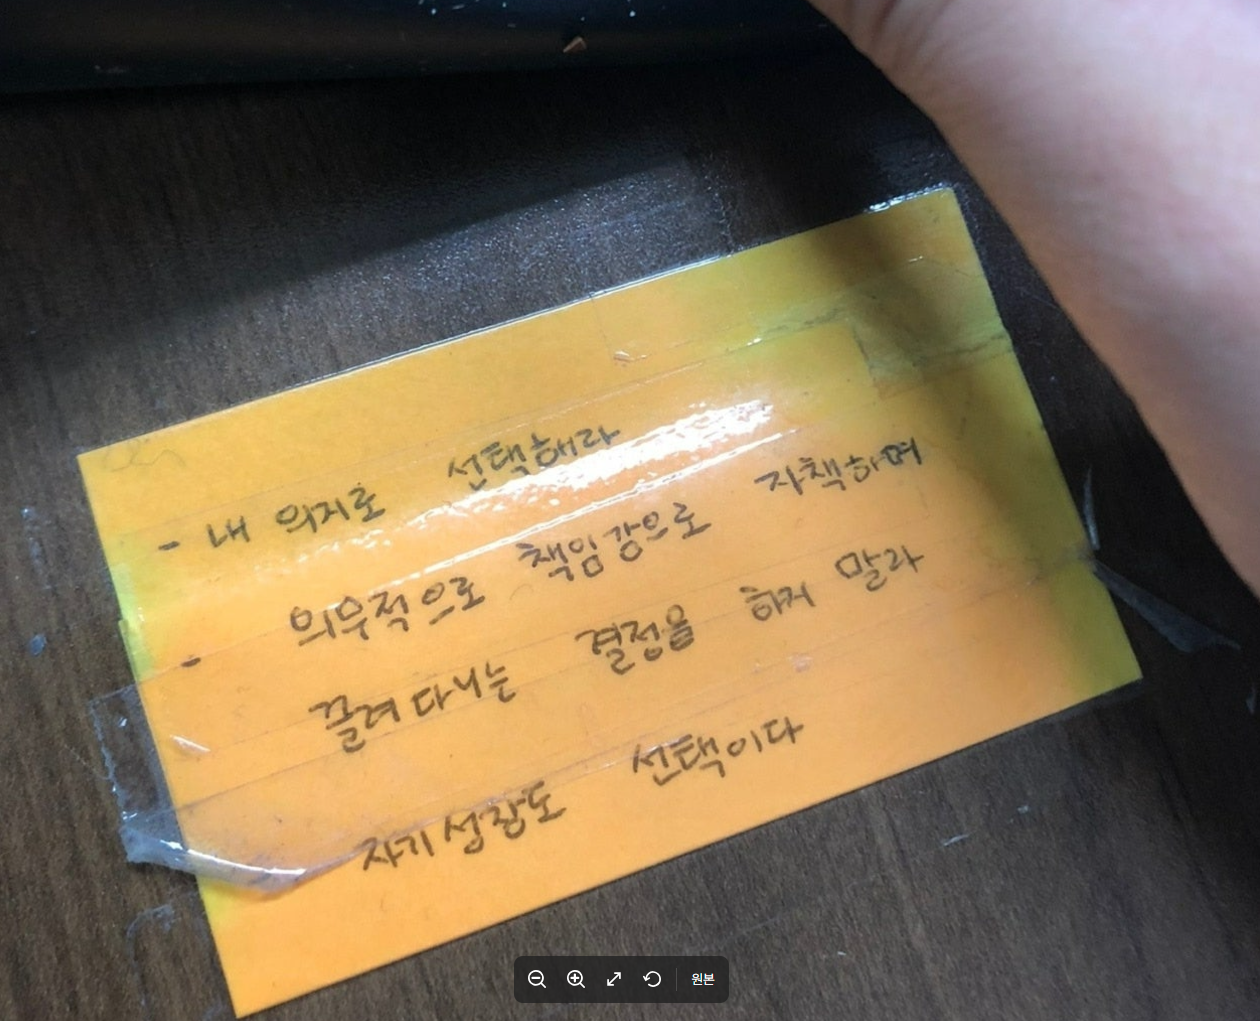 - 내 의지로 선택해라
- 의무적으로 책임감으로 자책하며
끌려다니는 결정을 하지 말라
자기성장도 선택이다
원본